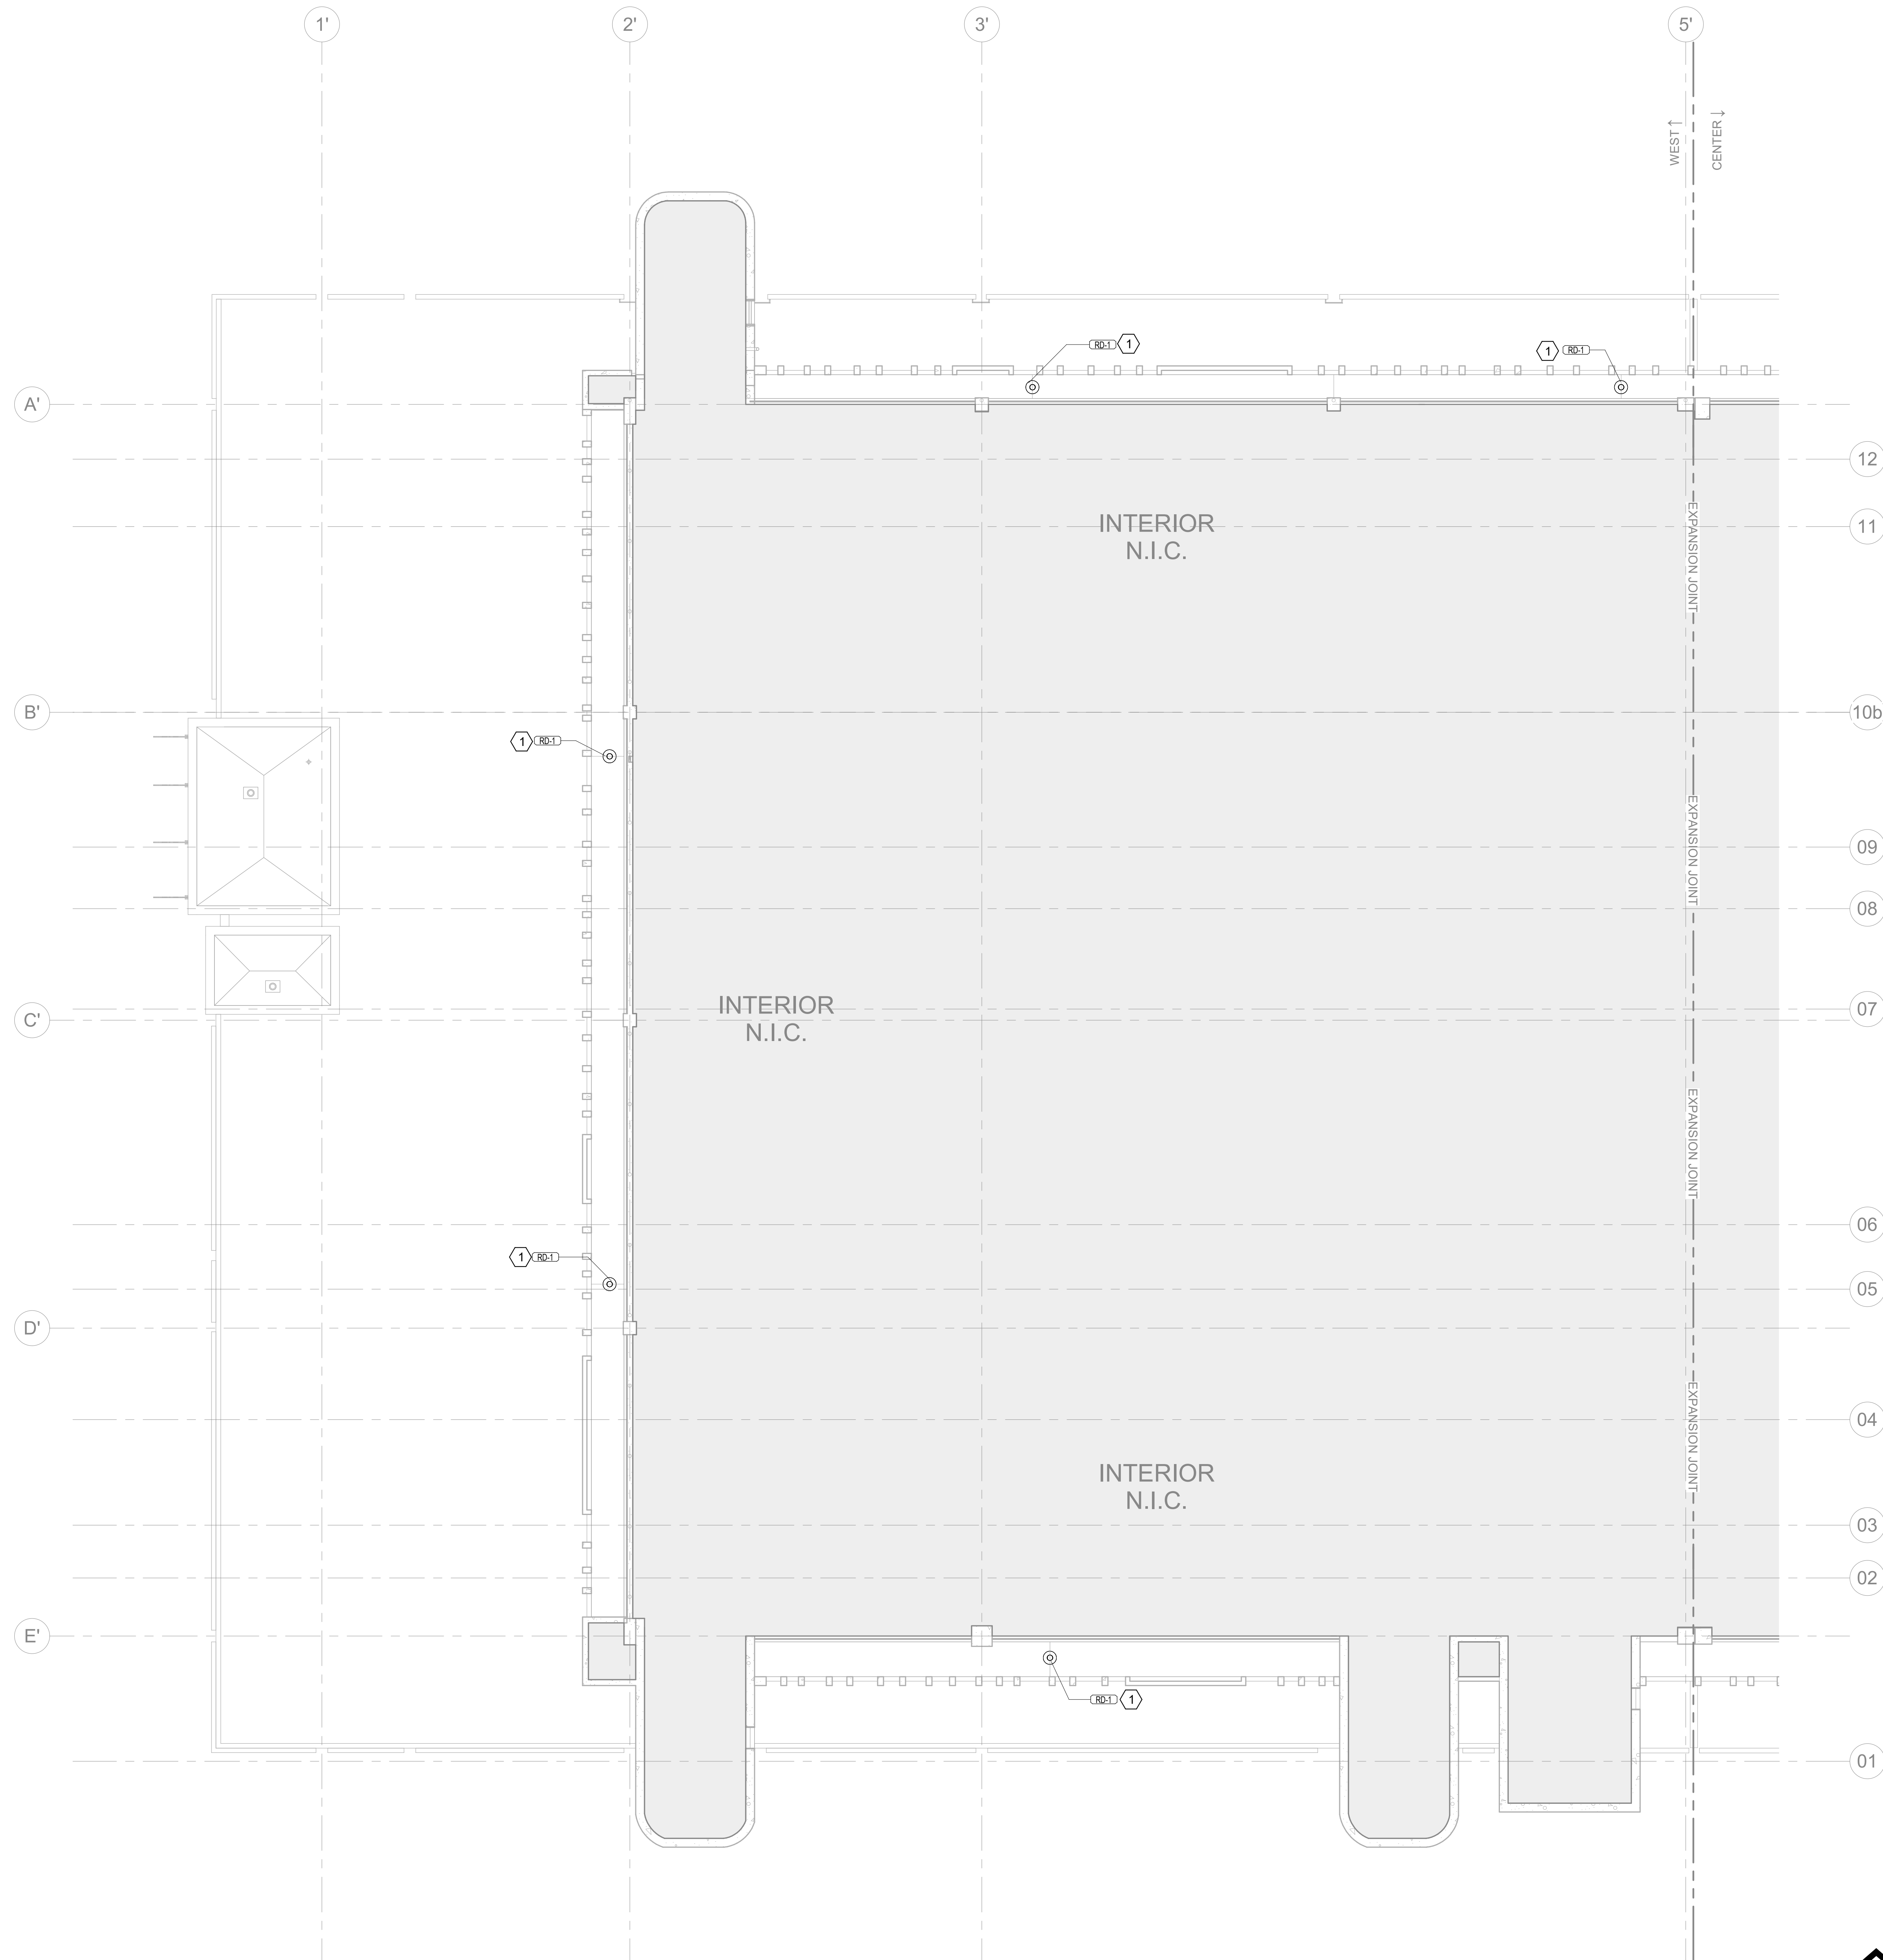 1'
2'
3'
5'
WEST ↑
CENTER ↓
RD-1 1
1 RD-1
A'
12
INTERIOR
N.I.C.
11
EXPANSION JOINT
B'
10b
1 RD-1
EXPANSION JOINT
09
08
INTERIOR
N.I.C.
07
C'
EXPANSION JOINT
06
1 RD-1
05
D'
EXPANSION JOINT
04
INTERIOR
N.I.C.
03
02
E'
RD-1 1
01